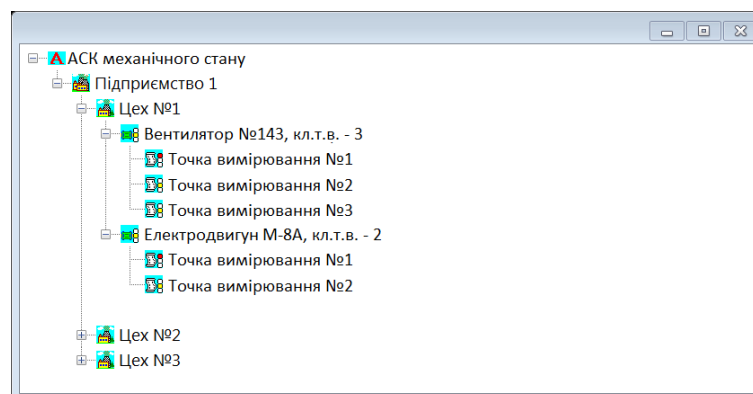 АСК механічного стану
Підприємство 1
Цех №1
Вентилятор №143, кл.т.в. - 3
Точка вимірювання №1
Точка вимірювання №2
Точка вимірювання №3
Електродвигун М-8А, кл.т.в. - 2
Точка вимірювання №1
Точка вимірювання №2
Цех №2
Цех №3